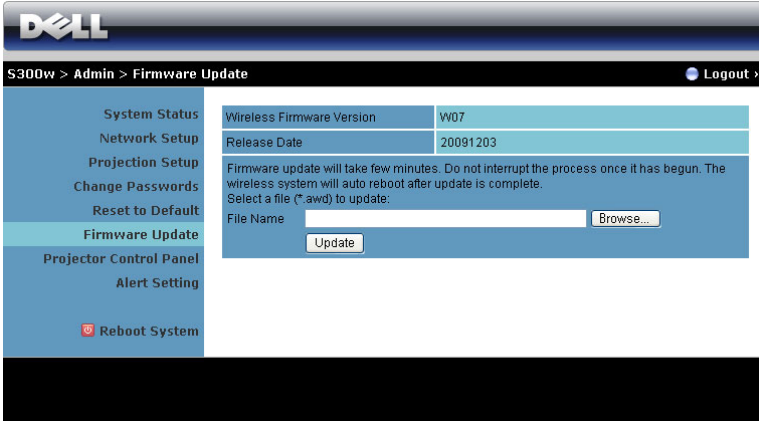 DELL
S300w > Admin > Firmware Update
Logout ›
System Status
Network Setup
Projection Setup
Change Passwords
Reset to Default
Firmware Update
Projector Control Panel
Alert Setting
Reboot System
Wireless Firmware Version W07
Release Date 20091203
Firmware update will take few minutes. Do not interrupt the process once it has begun. The
wireless system will auto reboot after update is complete.
Select a file (*.awd) to update:
File Name Browse...
Update